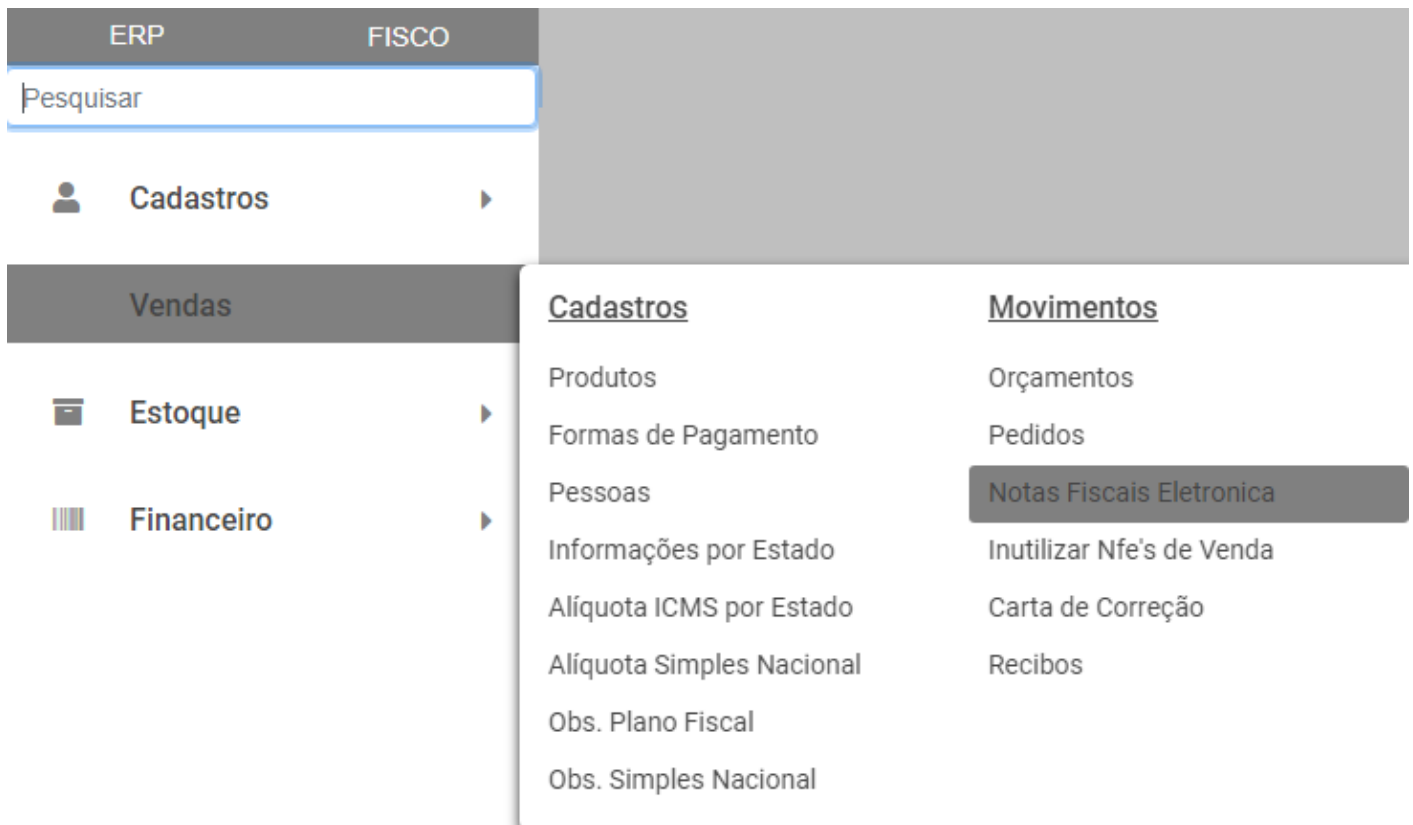 ERP FISCO
Pesquisar
Cadastros
Vendas
Estoque
Financeiro
Cadastros
Produtos
Formas de Pagamento
Pessoas
Informações por Estado
Alíquota ICMS por Estado
Alíquota Simples Nacional
Obs. Plano Fiscal
Obs. Simples Nacional
Movimentos
Orçamentos
Pedidos
Notas Fiscais Eletronica
Inutilizar Nfe's de Venda
Carta de Correção
Recibos